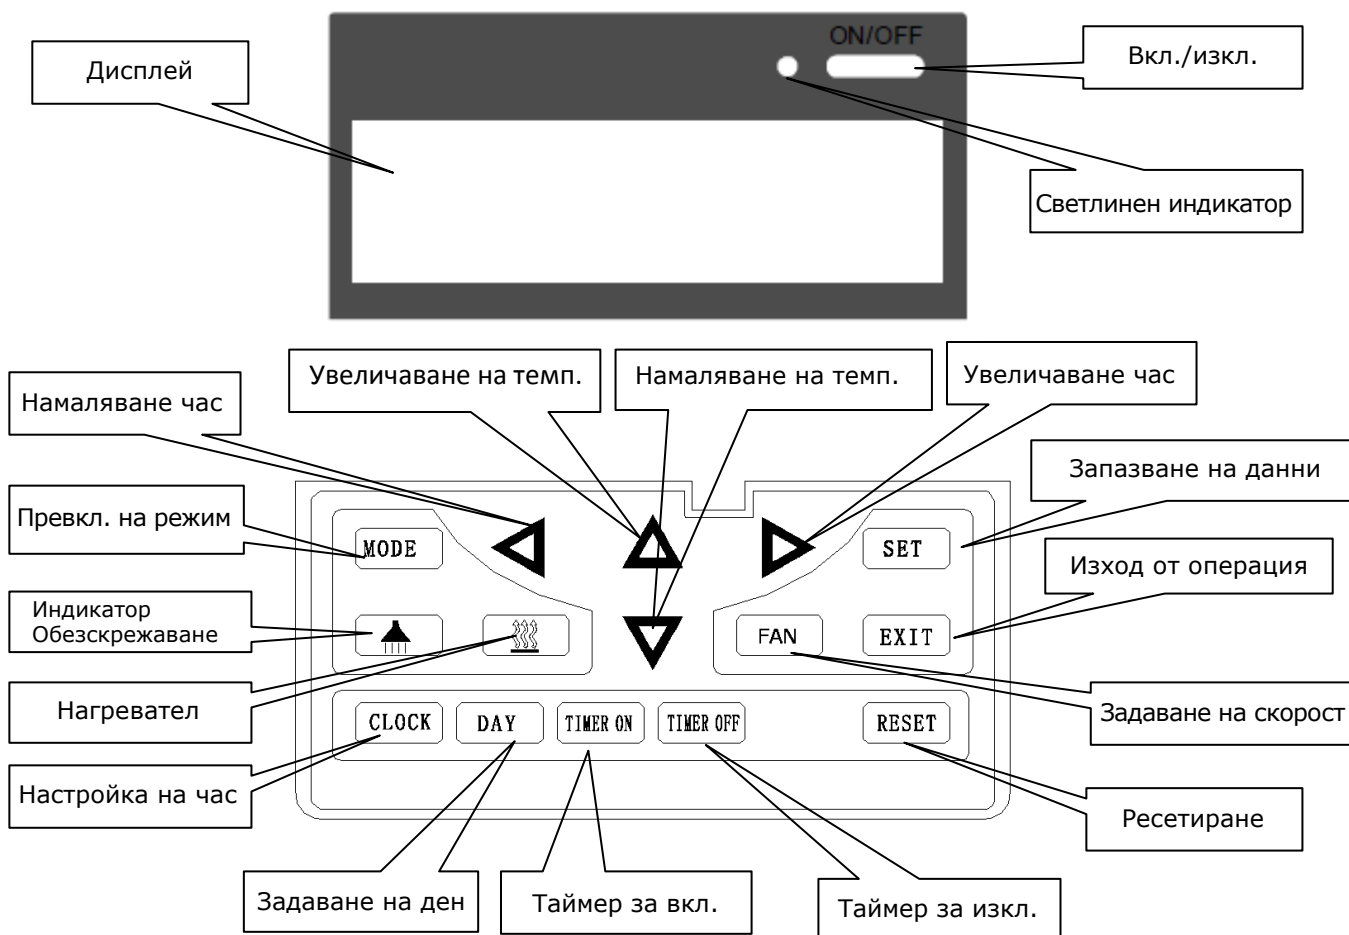 ON/OFF
Дисплей
Вкл./изкл.
Светлинен индикатор
Увеличаване на темп.
Намаляване на темп.
Увеличаване час
Намаляване час
Запазване на данни
Превкл. на режим
MODE
SET
Изход от операция
Индикатор
Обезскрежаване
FAN
EXIT
Нагревател
CLOCK
DAY
TIMER ON
TIMER OFF
RESET
Задаване на скорост
Настройка на час
Ресетиране
Задаване на ден
Таймер за вкл.
Таймер за изкл.